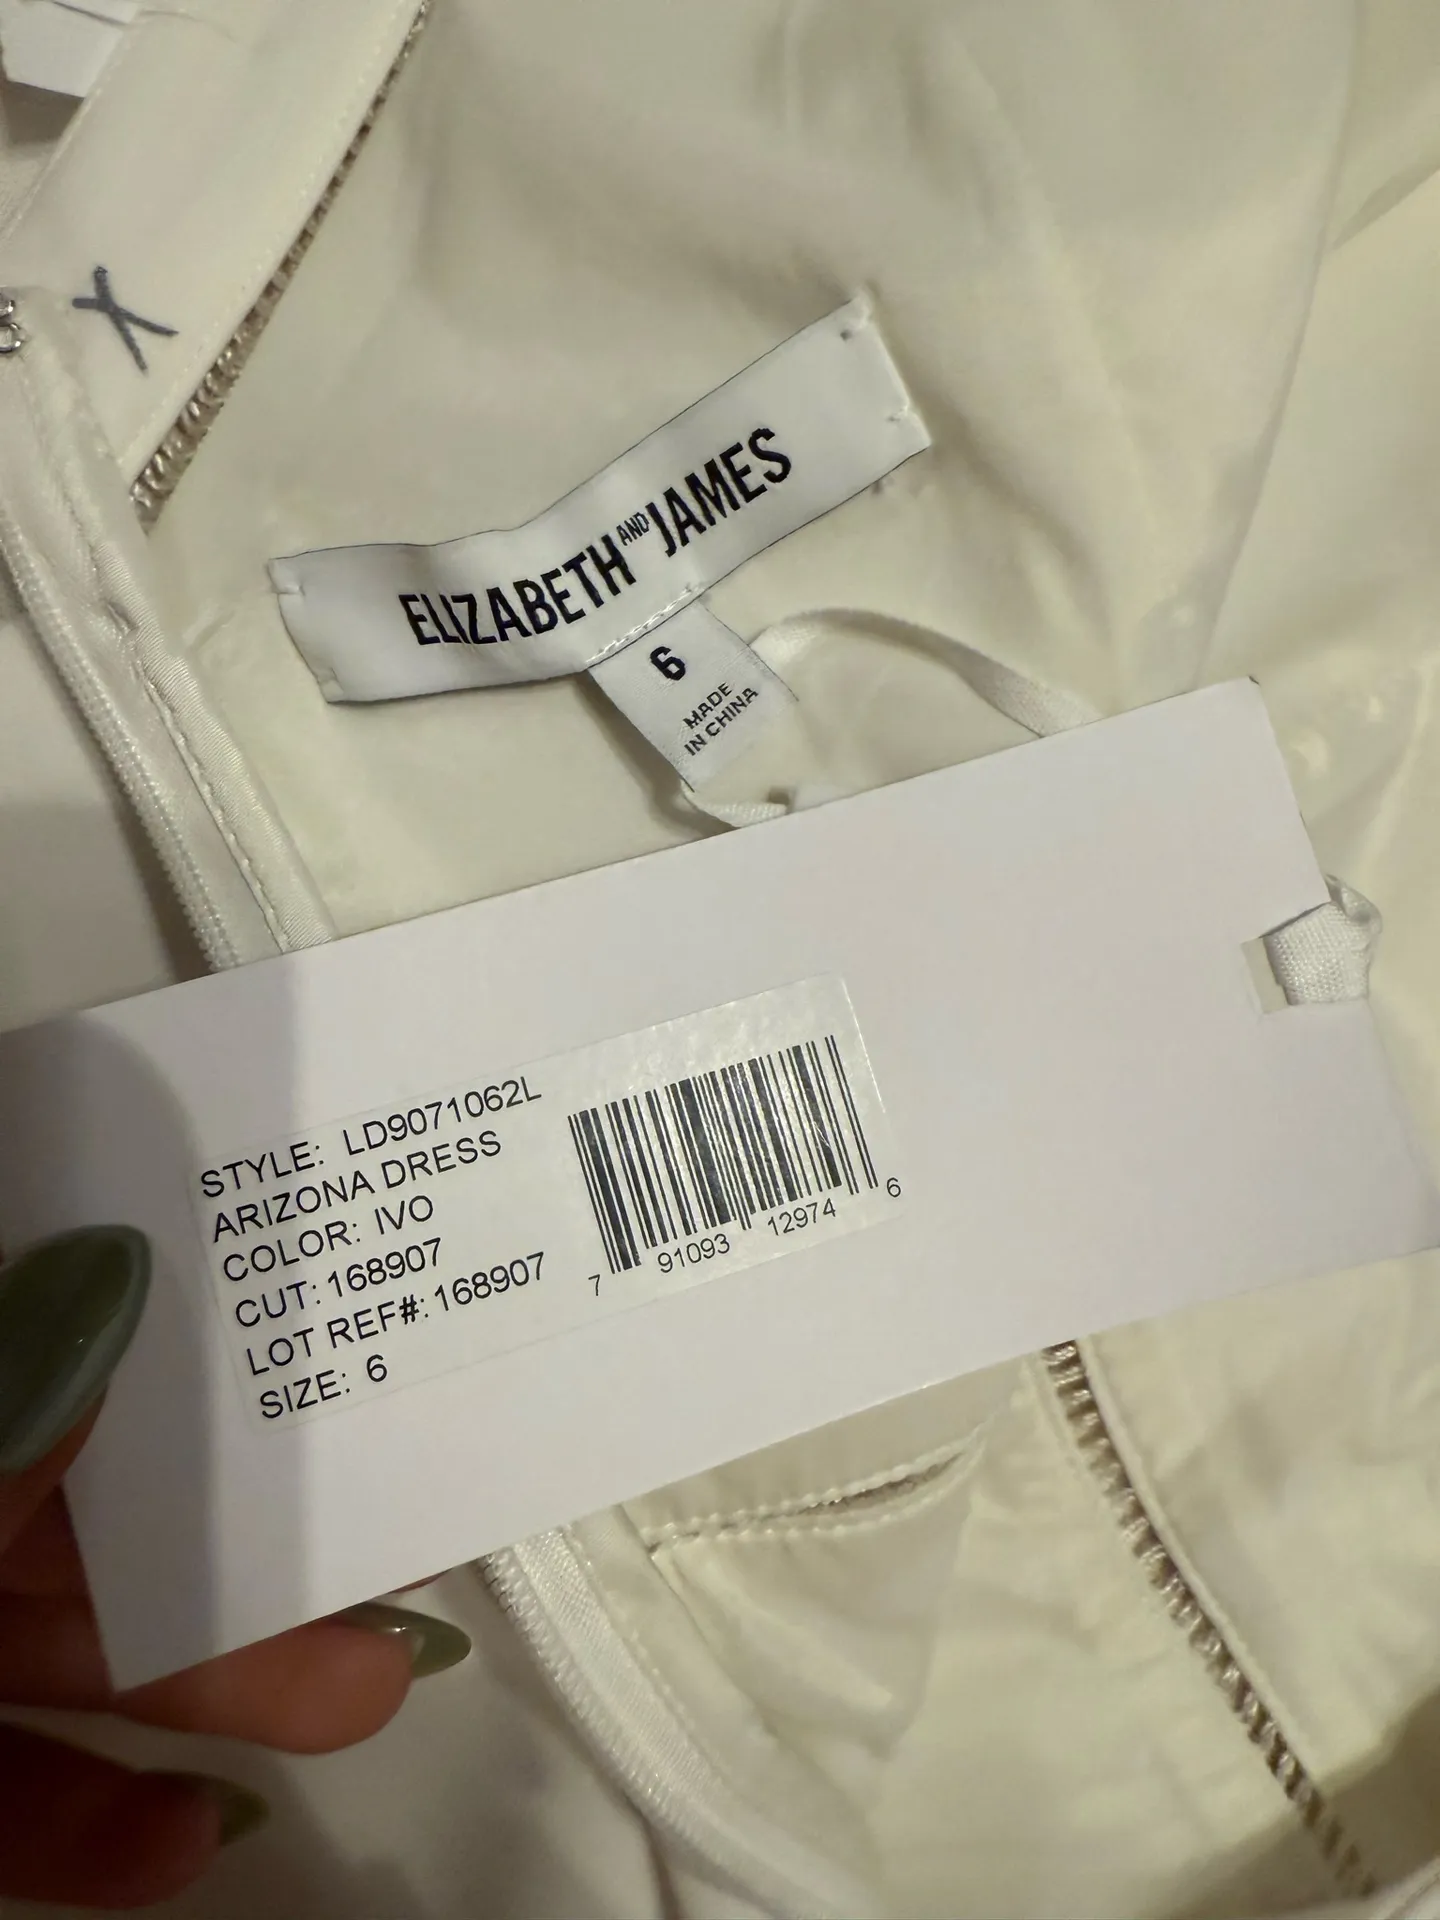 X
ELIZABETH AND JAMES
6
MADE
IN CHINA
STYLE: LD9071062L
ARIZONA DRESS
COLOR: IVO
CUT: 168907
LOT REF#: 168907
SIZE: 6
7 91093 12974 6